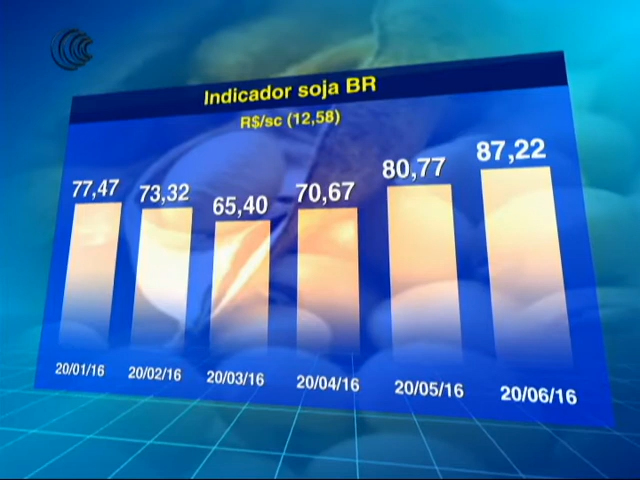 Indicador soja BR
R$/sc (12,58)
77,47 73,32 65,40 70,67 80,77 87,22
20/01/16 20/02/16 20/03/16 20/04/16 20/05/16 20/06/16